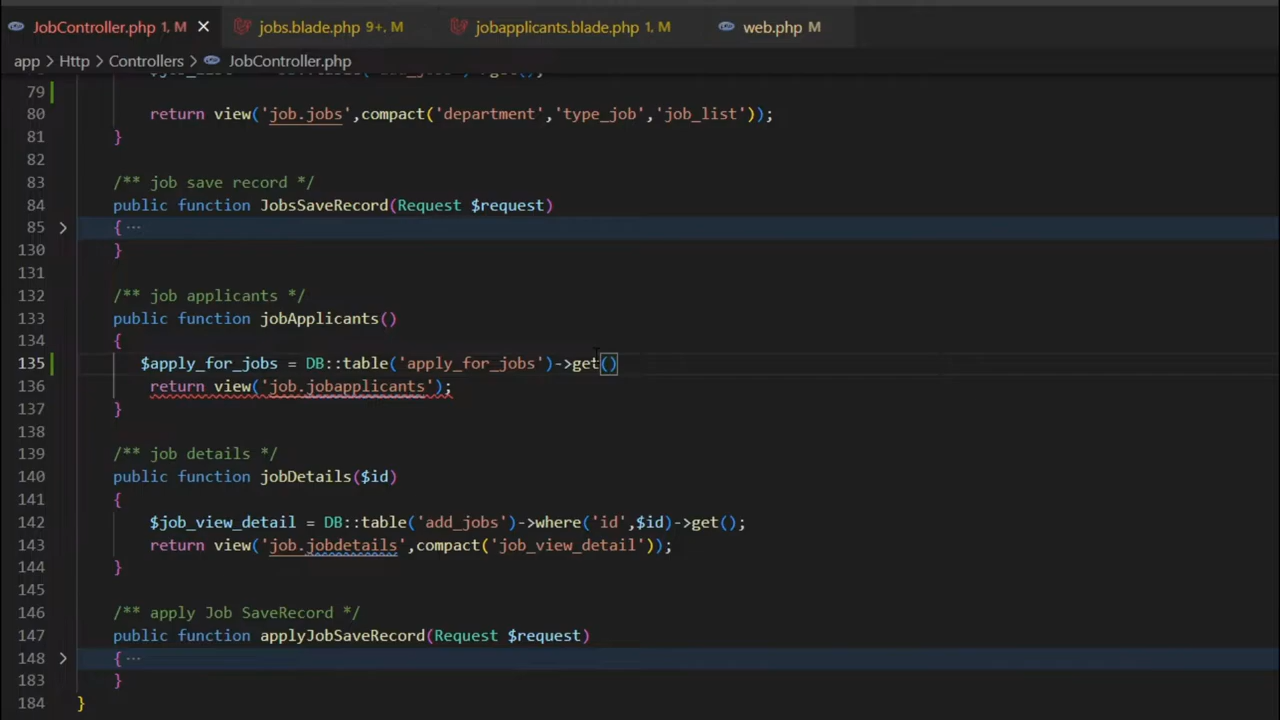 JobController.php 1, M jobs.blade.php 9+, M jobapplicants.blade.php 1, M web.php M
app > Http > Controllers > JobController.php
79
80 return view('job.jobs',compact('department','type_job','job_list'));
81 }
82
83 /** job save record */
84 public function JobsSaveRecord(Request $request)
85 { ...
130 }
131
132 /** job applicants */
133 public function jobApplicants()
134 {
135 $apply_for_jobs = DB::table('apply_for_jobs')->get()
136 return view('job.jobapplicants');
137 }
138
139 /** job details */
140 public function jobDetails($id)
141 {
142 $job_view_detail = DB::table('add_jobs')->where('id',$id)->get();
143 return view('job.jobdetails',compact('job_view_detail'));
144 }
145
146 /** apply Job SaveRecord */
147 public function applyJobSaveRecord(Request $request)
148 { ...
183 }
184 }